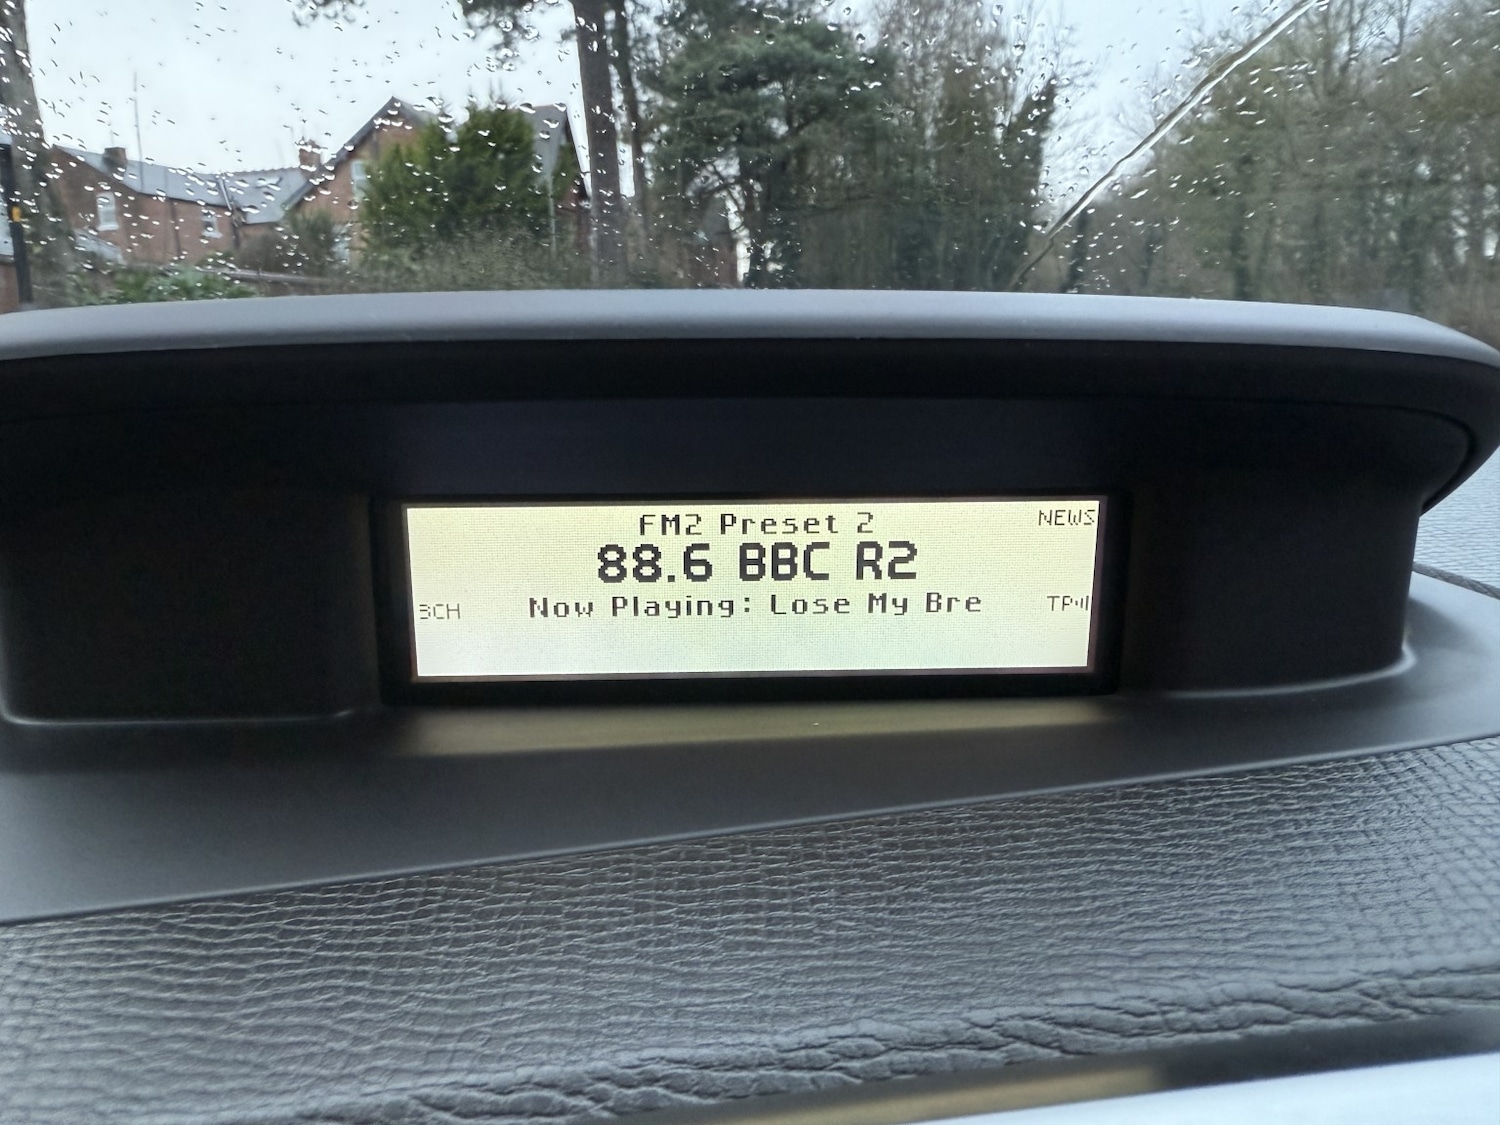 FM2 Preset 2
NEWS
88.6 BBC R2
3CH
Now Playing: Lose My Bre
TP